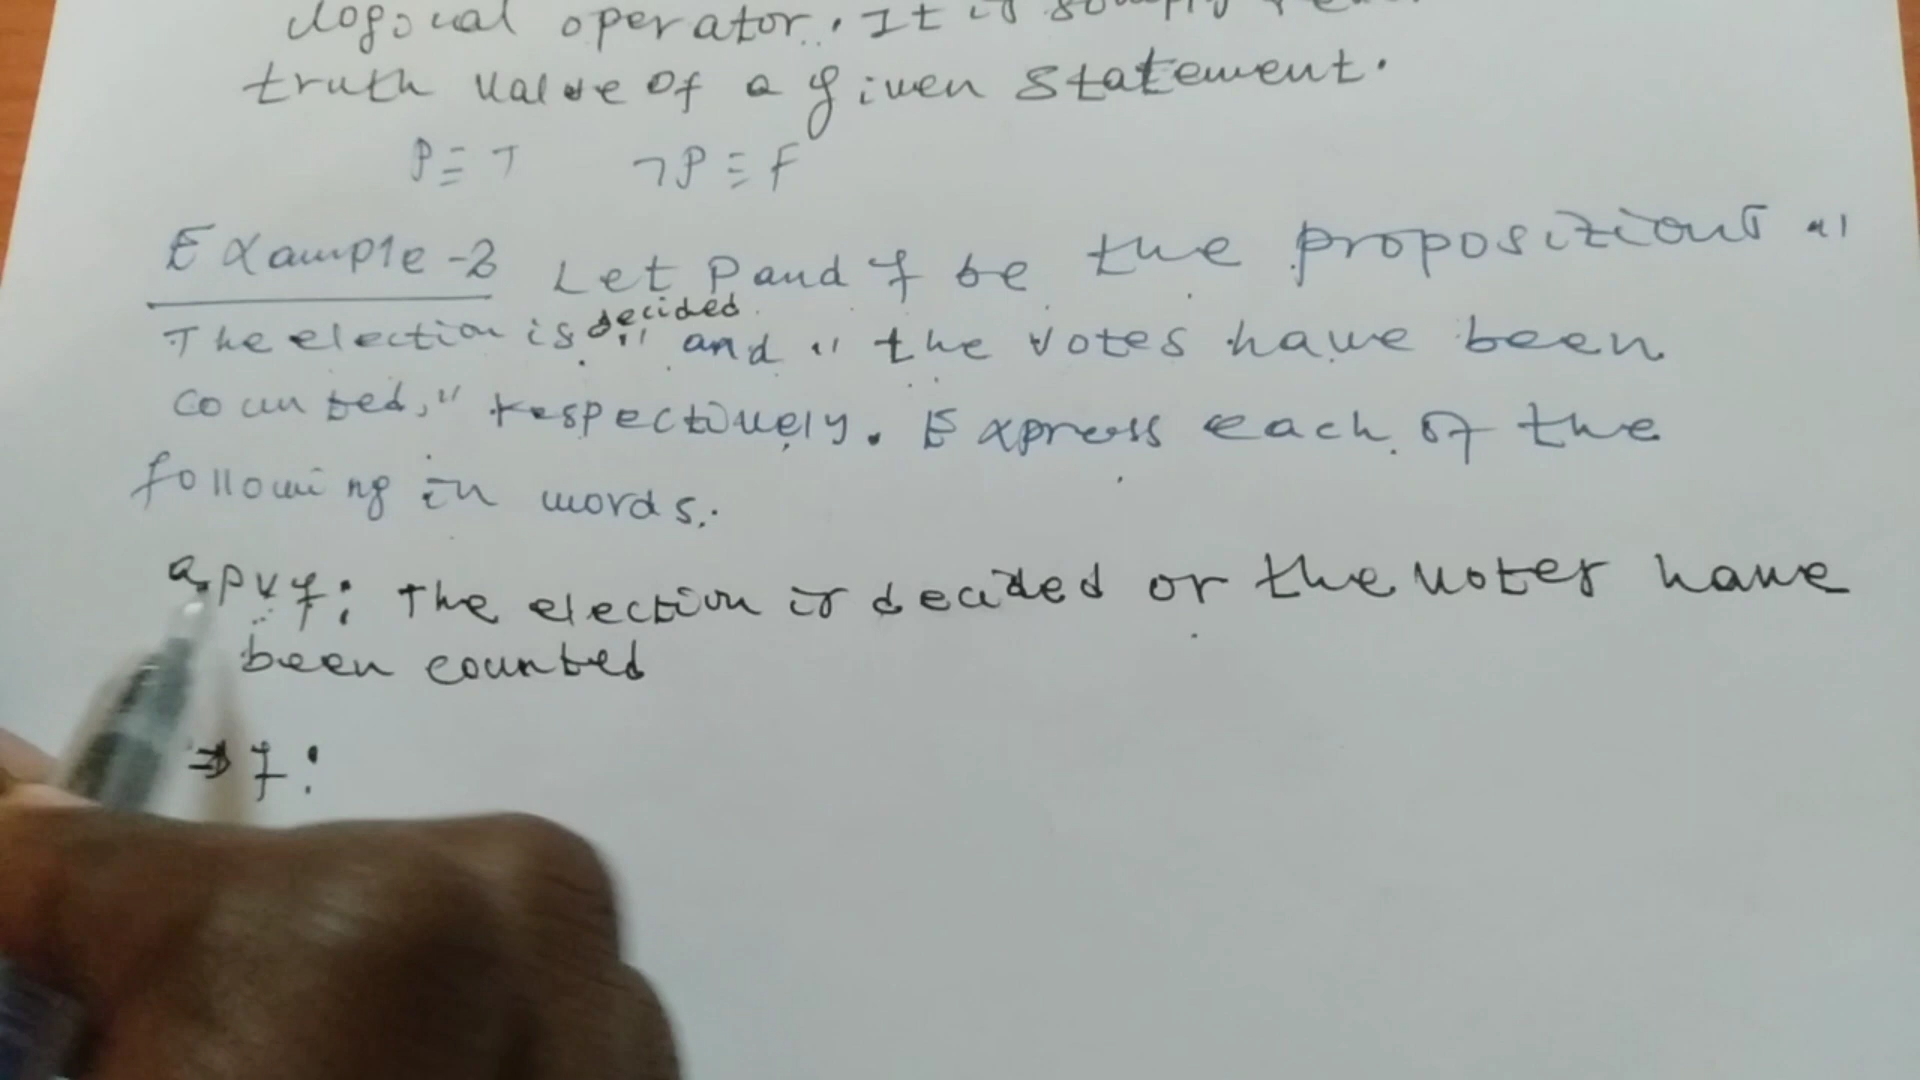 logical operator. It is
truth value of a given statement.
P ≡ T ¬P ≡ F
Example-2 Let P and q be the propositions "
The election is decided" and "the votes have been
counted," respectively. Express each of the
following in words.
a, p ∨ q: The election is decided or the votes have
been counted
⇒ q: